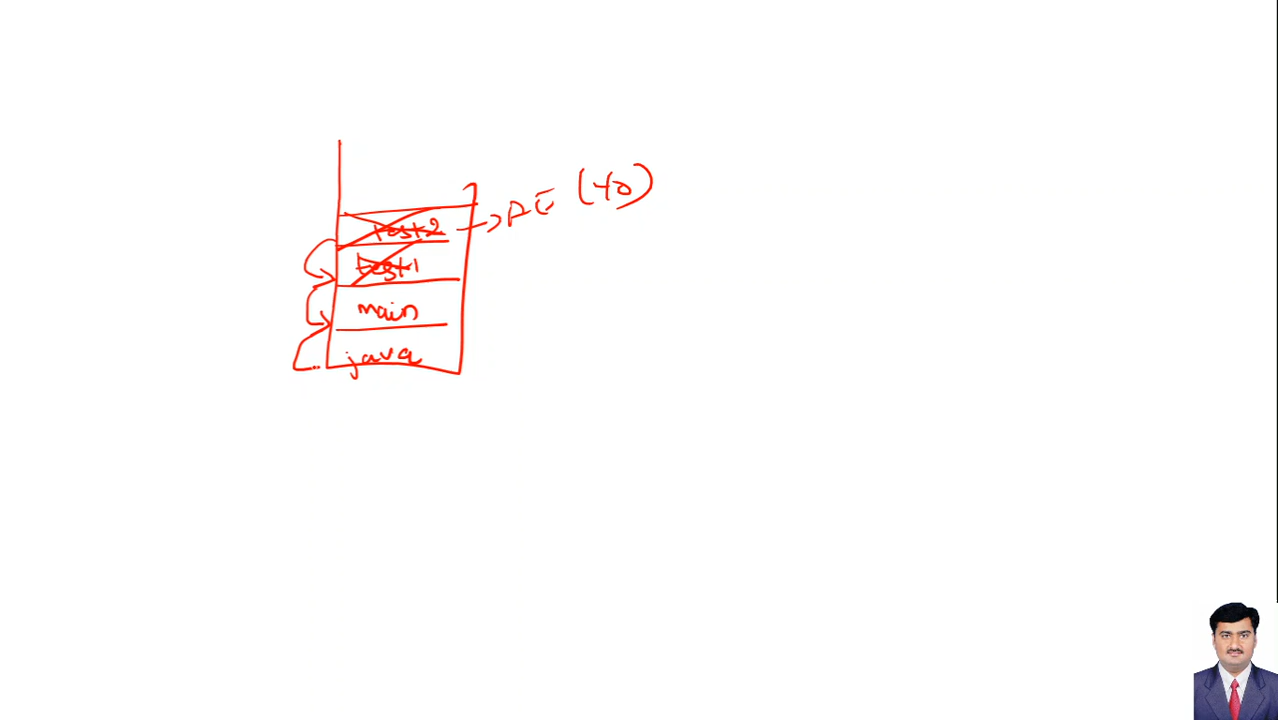 test2 → AE (40)
test1
main
java